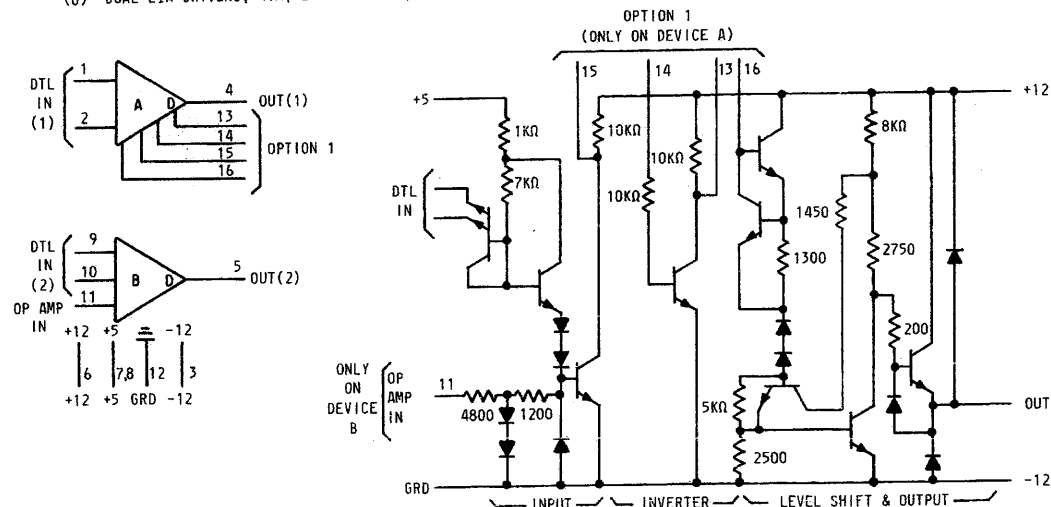 (6) DUAL
OPTION 1
(ONLY ON DEVICE A)
15 14 13 16
DTL
IN
(1)
1
2
A D
4
OUT(1)
13
14
15
16
OPTION 1
DTL
IN
(2)
9
10
11
OP AMP
IN
B D
5
OUT(2)
+12 +5 -12
6 7,8 12 3
+12 +5 GRD -12
+5
+12
1KΩ
10KΩ
10KΩ
8KΩ
7KΩ
DTL
IN
10KΩ
1450
2750
1300
200
ONLY
ON
DEVICE
B
OP
AMP
IN
11
4800
1200
5KΩ
2500
OUT
GRD
-12
INPUT
INVERTER
LEVEL SHIFT & OUTPUT